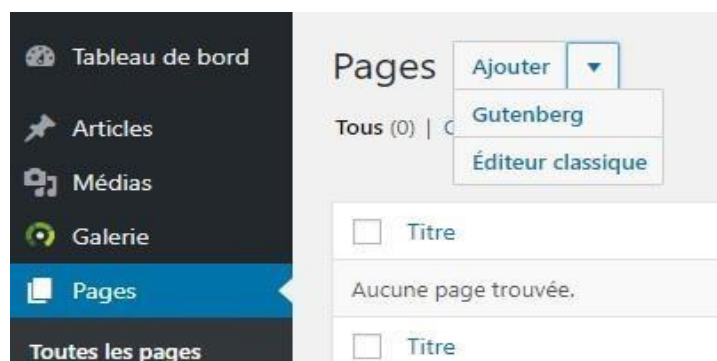 Tableau de bord
Articles
Médias
Galerie
Pages
Toutes les pages
Pages Ajouter
Gutenberg
Éditeur classique
Tous (0) |
Titre
Aucune page trouvée.
Titre